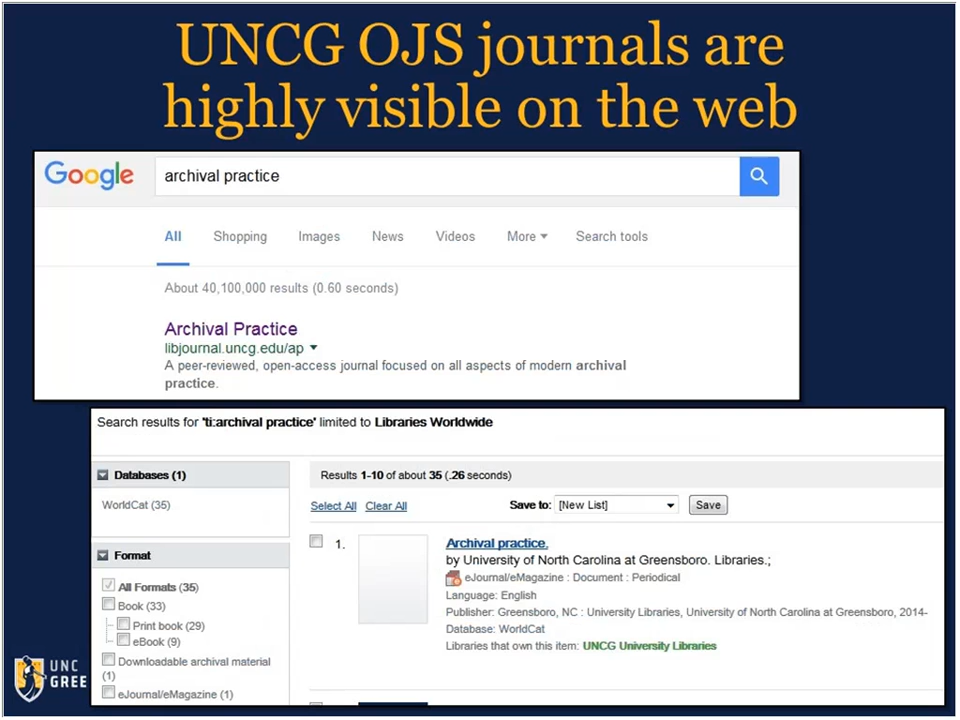 UNCG OJS journals are
highly visible on the web
Google
archival practice
All Shopping Images News Videos More Search tools
About 40,100,000 results (0.60 seconds)
Archival Practice
libjournal.uncg.edu/ap
A peer-reviewed, open-access journal focused on all aspects of modern archival
practice.
Search results for 'ti:archival practice' limited to Libraries Worldwide
Databases (1)
WorldCat (35)
Format
All Formats (35)
Book (33)
Print book (29)
eBook (9)
Downloadable archival material
(1)
eJournal/eMagazine (1)
Results 1-10 of about 35 (.26 seconds)
Select All Clear All Save to: [New List] Save
1. Archival practice.
by University of North Carolina at Greensboro. Libraries.;
eJournal/eMagazine : Document : Periodical
Language: English
Publisher: Greensboro, NC : University Libraries, University of North Carolina at Greensboro, 2014-
Database: WorldCat
Libraries that own this item: UNCG University Libraries
UNC
GREE